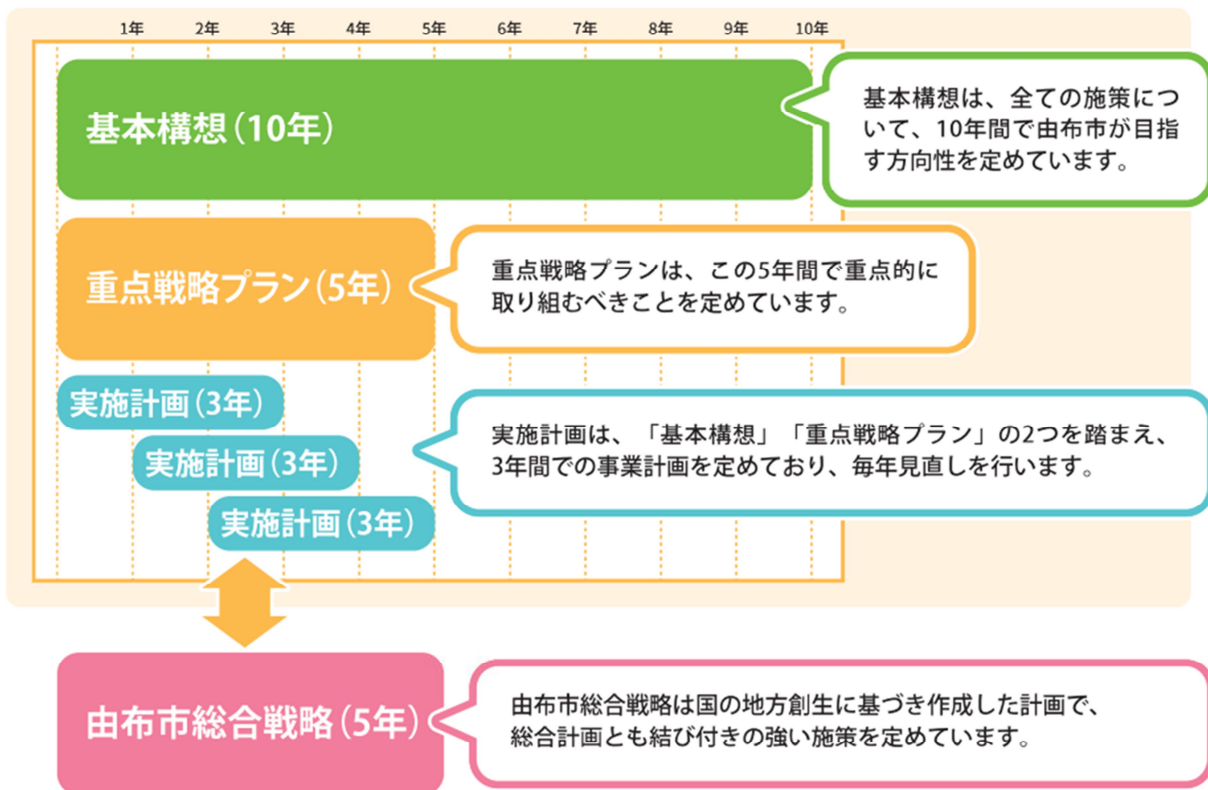 1年 2年 3年 4年 5年 6年 7年 8年 9年 10年
基本構想（10年）
基本構想は、全ての施策につ
いて、10年間で由布市が目指
す方向性を定めています。
重点戦略プラン（5年）
重点戦略プランは、この5年間で重点的に
取り組むべきことを定めています。
実施計画（3年）
実施計画（3年）
実施計画（3年）
実施計画は、「基本構想」「重点戦略プラン」の2つを踏まえ、
3年間での事業計画を定めており、毎年見直しを行います。
由布市総合戦略（5年）
由布市総合戦略は国の地方創生に基づき作成した計画で、
総合計画とも結び付きの強い施策を定めています。